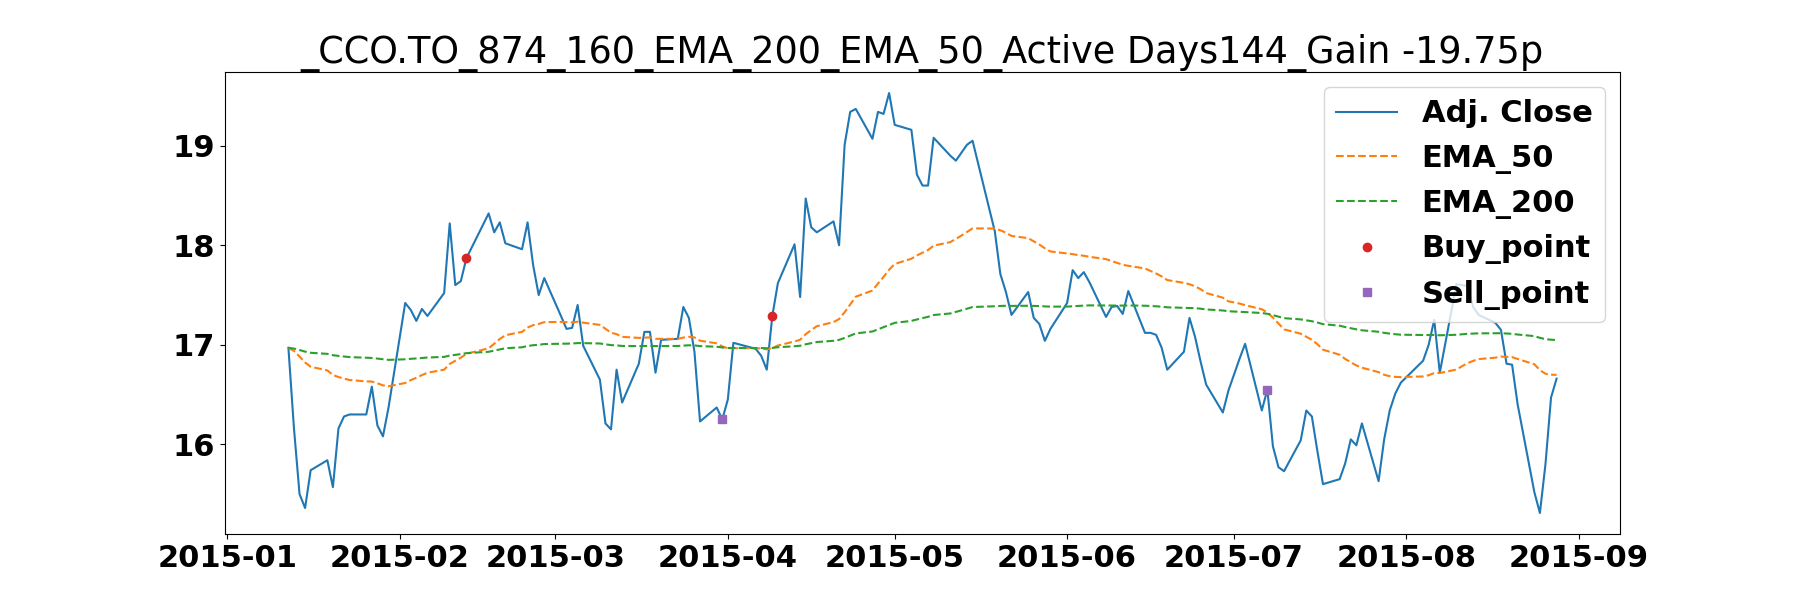 _CCO.TO_874_160_EMA_200_EMA_50_Active Days144_Gain -19.75p
Adj. Close
EMA_50
EMA_200
Buy_point
Sell_point
19
18
17
16
2015-01 2015-02 2015-03 2015-04 2015-05 2015-06 2015-07 2015-08 2015-09